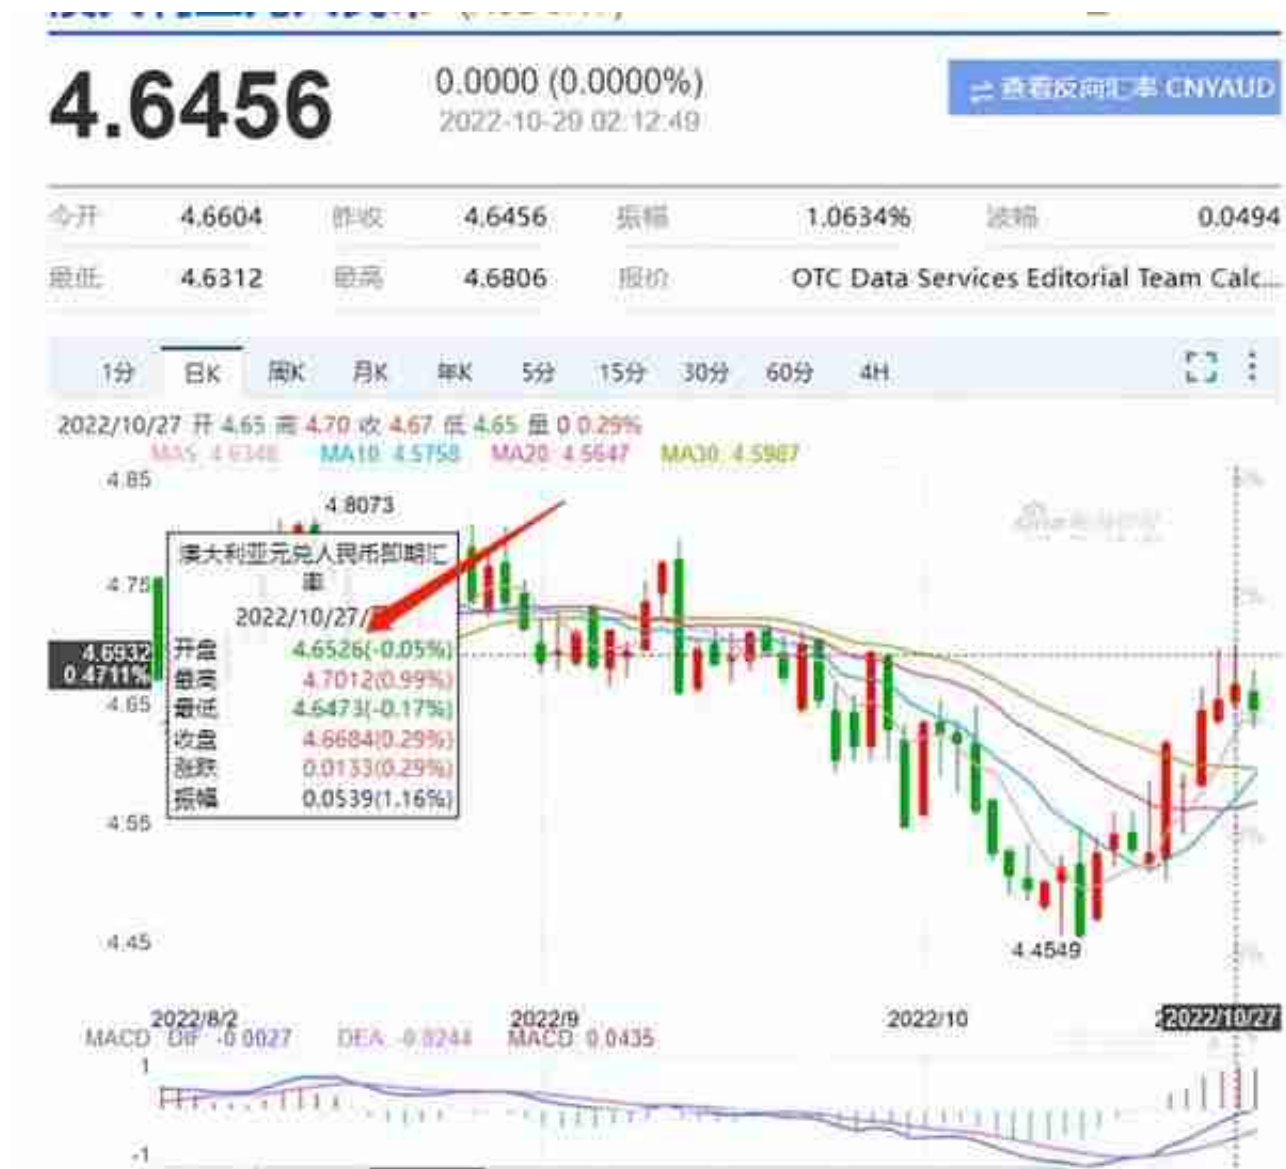 4.6456
0.0000 (0.0000%)
2022-10-29 02:12:49
查看反向汇率 CNYAUD
今开 4.6604 昨收 4.6456 振幅 1.0634% 波幅 0.0494
最低 4.6312 最高 4.6806 报价 OTC Data Services Editorial Team Calc...
1分 日K 周K 月K 年K 5分 15分 30分 60分 4H
2022/10/27 开 4.65 高 4.70 收 4.67 低 4.65 量 0 0.29%
MA5: 4.6348 MA10: 4.5758 MA20: 4.5647 MA30: 4.5987
4.85
4.8073
澳大利亚元兑人民币即期汇
率
4.75
2022/10/27/
开盘 4.6526(-0.05%)
4.6932
0.4711%
最高 4.7012(0.99%)
最低 4.6473(-0.17%)
4.65
收盘 4.6684(0.29%)
涨跌 0.0133(0.29%)
振幅 0.0539(1.16%)
4.55
4.45
4.4549
2022/8/2 2022/9 2022/10 2022/10/27
MACD DIF -0.0027 DEA -0.0244 MACD 0.0435
1
-1